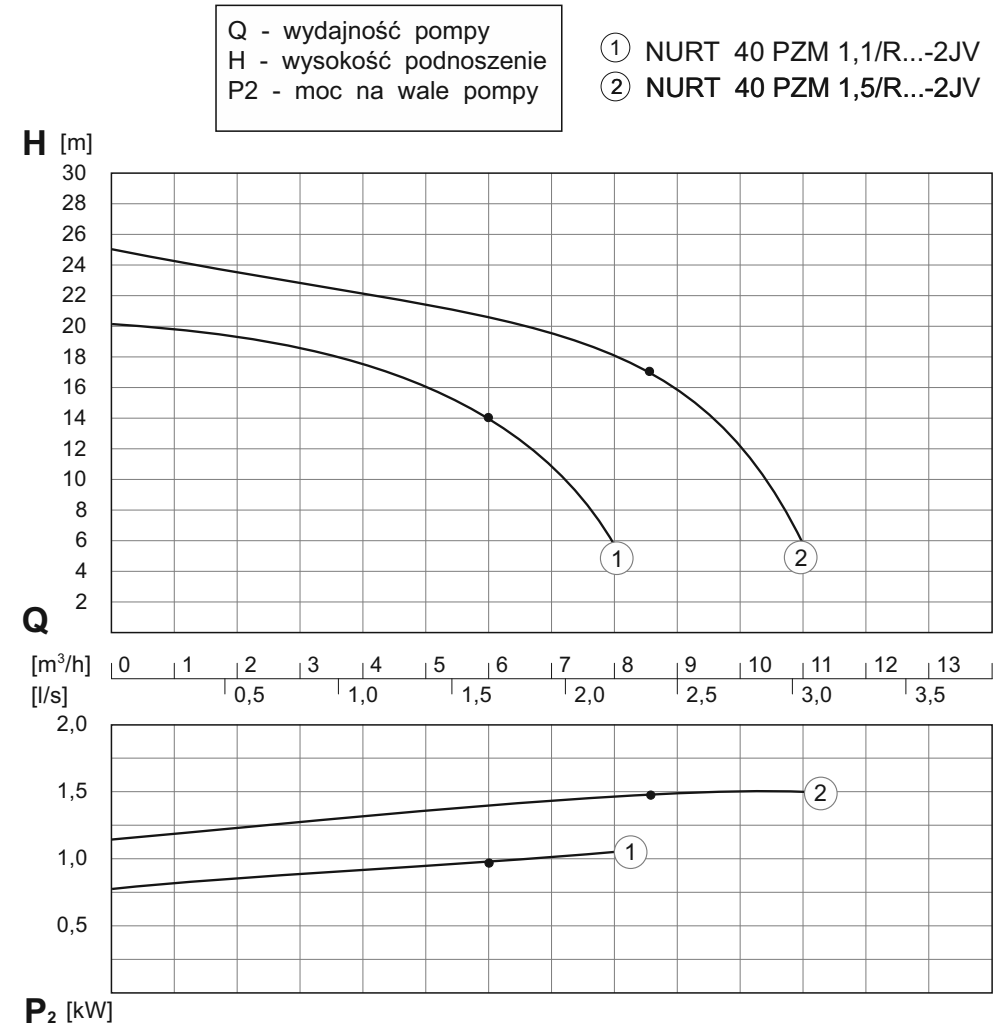 Q - wydajność pompy
H - wysokość podnoszenie
P2 - moc na wale pompy
1 NURT 40 PZM 1,1/R...-2JV
2 NURT 40 PZM 1,5/R...-2JV
H [m]
30
28
26
24
22
20
18
16
14
12
10
8
6
4
2
1
2
Q
[m³/h] 0 1 2 3 4 5 6 7 8 9 10 11 12 13
[l/s] 0,5 1,0 1,5 2,0 2,5 3,0 3,5
2,0
1,5
1,0
0,5
2
1
P₂ [kW]